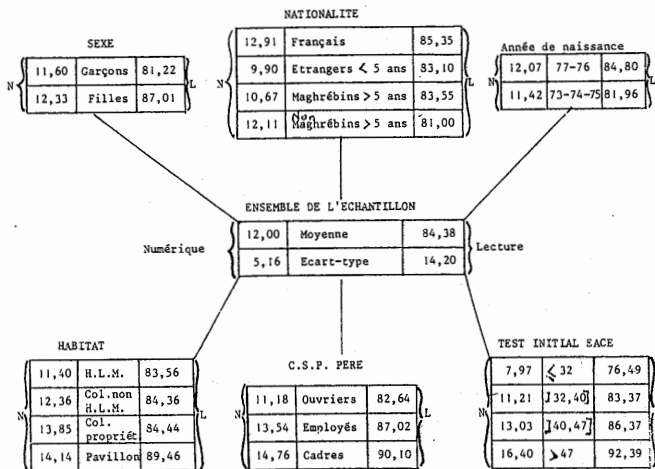 NATIONALITE
SEXE
Année de naissance
N 11,60 Garçons 81,22 L
12,33 Filles 87,01
N 12,91 Français 85,35 L
9,90 Etrangers < 5 ans 83,10
10,67 Maghrébins > 5 ans 83,55
12,11 Non Maghrébins > 5 ans 81,00
N 12,07 77-76 84,80 L
11,42 73-74-75 81,96
ENSEMBLE DE L'ECHANTILLON
Numérique 12,00 Moyenne 84,38 Lecture
5,16 Ecart-type 14,20
HABITAT
N 11,40 H.L.M. 83,56 L
12,36 Col.non H.L.M. 84,36
13,85 Col. propriét 84,44
14,14 Pavillon 89,46
C.S.P. PERE
N 11,18 Ouvriers 82,64 L
13,54 Employés 87,02
14,76 Cadres 90,10
TEST INITIAL SACE
N 7,97 ⩽ 32 76,49 L
11,21 ]32,40] 83,37
13,03 ]40,47] 86,37
16,40 > 47 92,39